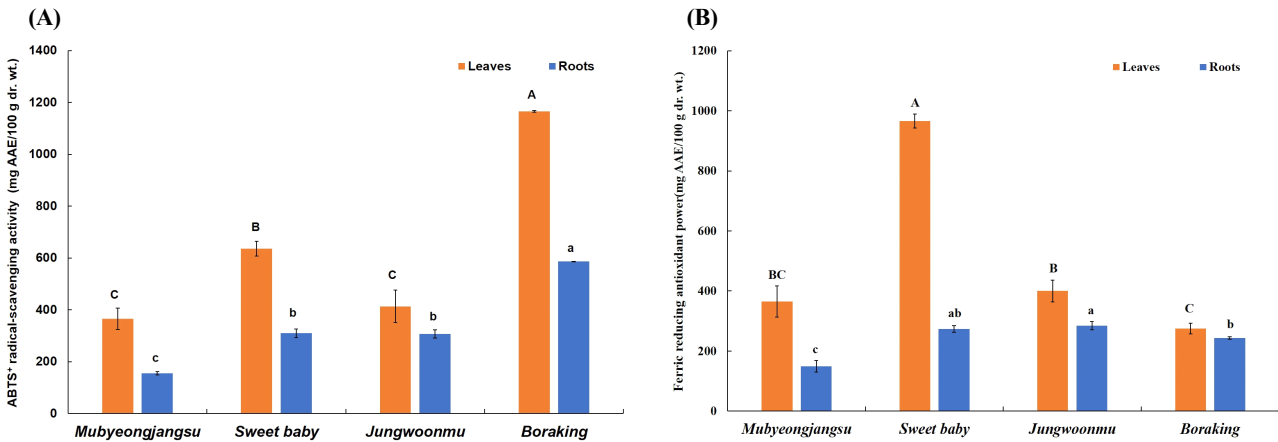 (A)
ABTS⁺ radical-scavenging activity (mg AAE/100 g dr. wt.)
1400
1200
1000
800
600
400
200
0
Leaves Roots
C
c
B
b
C
b
A
a
Mubyeongjangsu Sweet baby Jungwoonmu Boraking
(B)
Ferric reducing antioxidant power(mg AAE/100 g dr. wt.)
1200
1000
800
600
400
200
0
Leaves Roots
BC
c
A
ab
B
a
C
b
Mubyeongjangsu Sweet baby Jungwoonmu Boraking